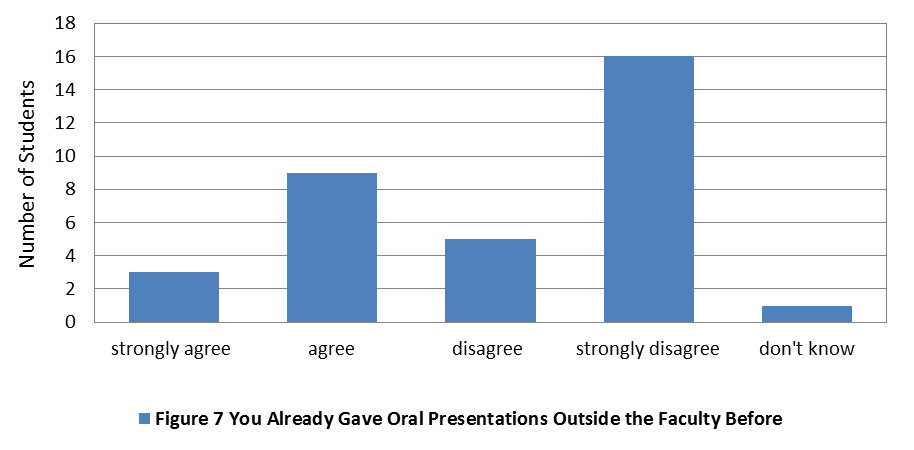 18
16
14
12
10
8
6
4
2
0
Number of Students
strongly agree
agree
disagree
strongly disagree
don't know
Figure 7 You Already Gave Oral Presentations Outside the Faculty Before